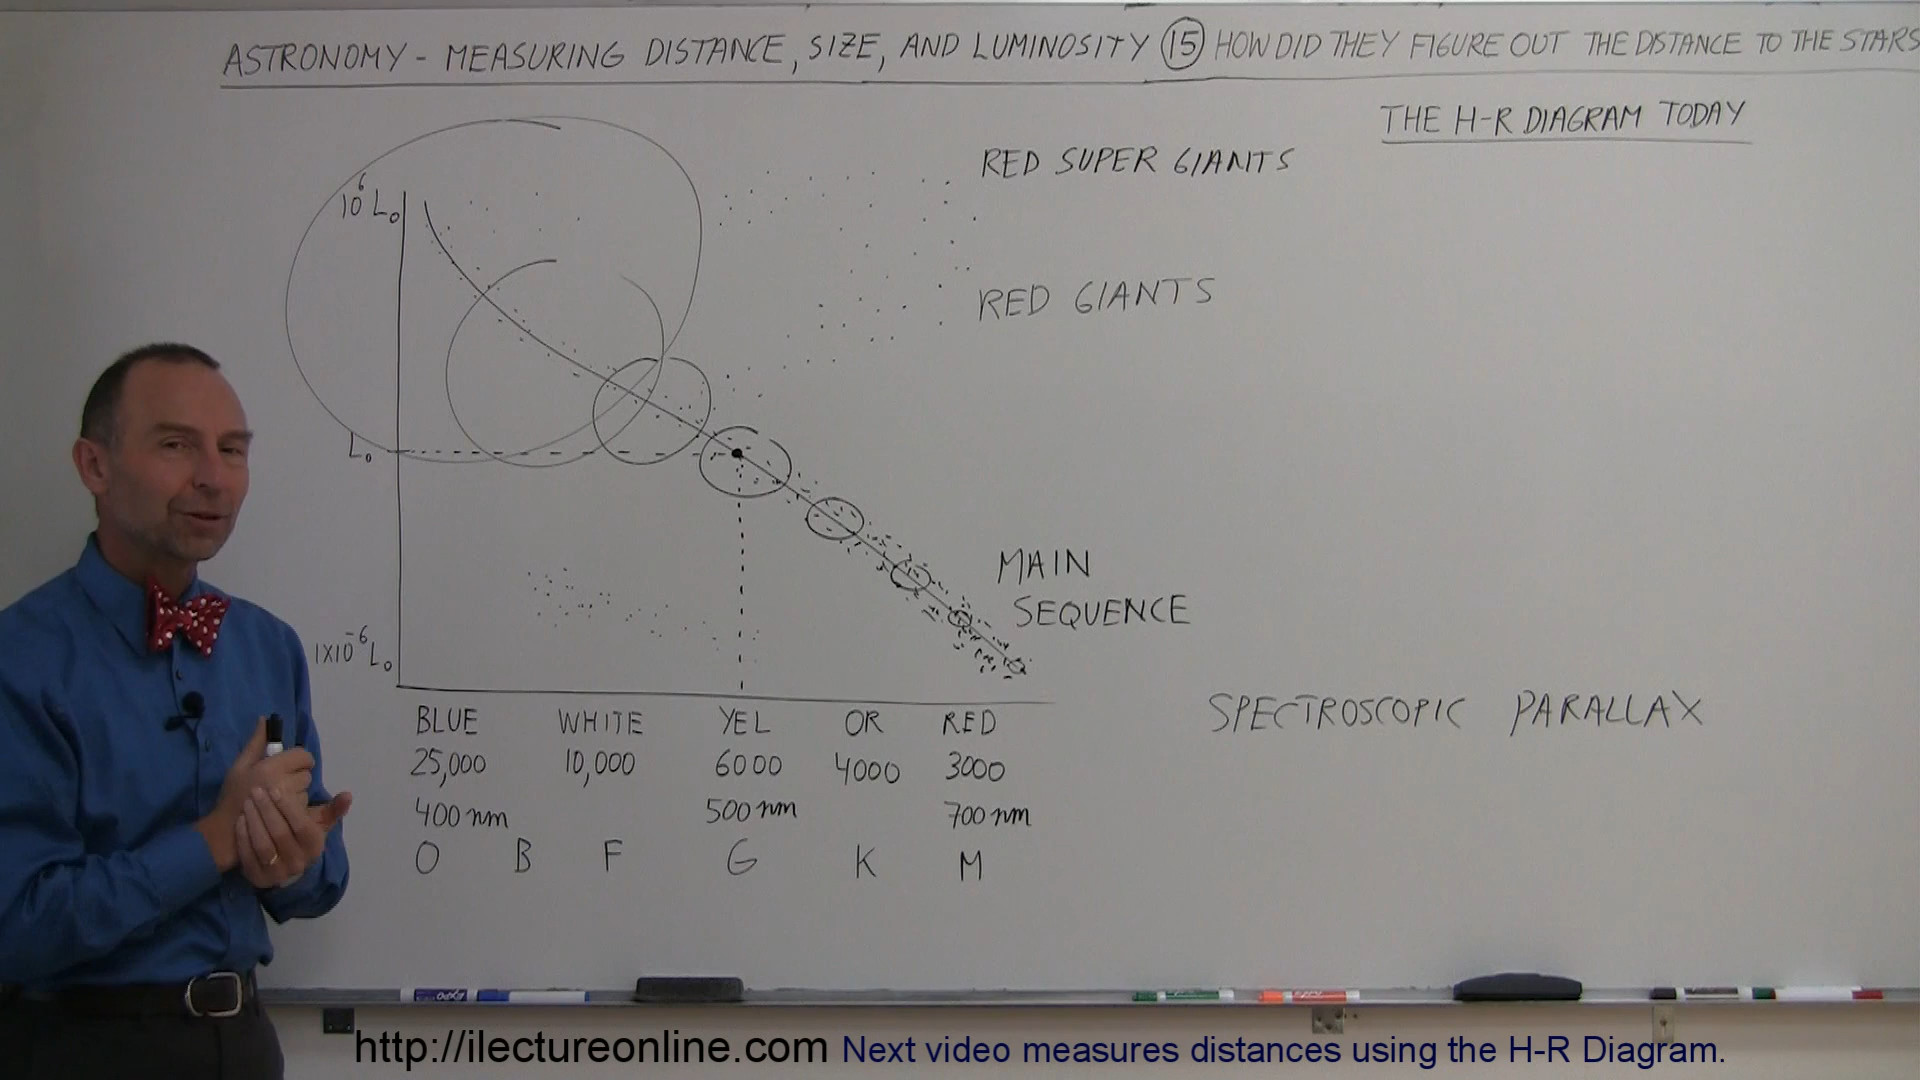 ASTRONOMY - MEASURING DISTANCE, SIZE, AND LUMINOSITY 15 HOW DID THEY FIGURE OUT THE DISTANCE TO THE STARS
THE H-R DIAGRAM TODAY
RED SUPER GIANTS
10^6 L₀
RED GIANTS
L₀
MAIN
SEQUENCE
1X10^-6 L₀
BLUE WHITE YEL OR RED
SPECTROSCOPIC PARALLAX
25,000 10,000 6000 4000 3000
400 nm 500 nm 700 nm
O B F G K M
EXPO
http://ilectureonline.com Next video measures distances using the H-R Diagram.